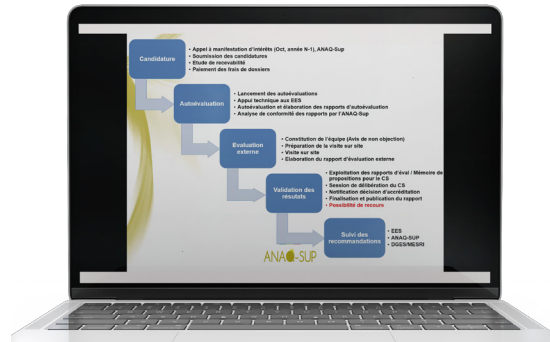 Candidature
• Appel à manifestation d'intérêts (Oct, année N-1), ANAQ-Sup
• Soumission des candidatures
• Etude de recevabilité
• Paiement des frais de dossiers
Autoévaluation
• Lancement des autoévaluations
• Appui technique aux EES
• Autoévaluation et élaboration des rapports d'autoévaluation
• Analyse de conformité des rapports par l'ANAQ-Sup
Évaluation
externe
• Constitution de l'équipe (Avis de non objection)
• Préparation de la visite sur site
• Visite sur site
• Elaboration du rapport d'évaluation externe
Validation des
résutats
• Exploitation des rapports d'éval / Mémoire de
propositions pour le CS
• Session de délibération du CS
• Notification décision d'accréditation
• Finalisation et publication du rapport
• Possibilité de recours
Suivi des
recommandations
• EES
• ANAQ-SUP
• DGES/MESRI
ANAQ-SUP